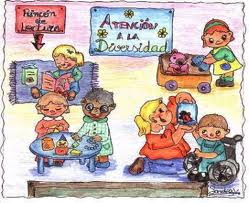 Rincón de
Lectura
Atención
a la
Diversidad